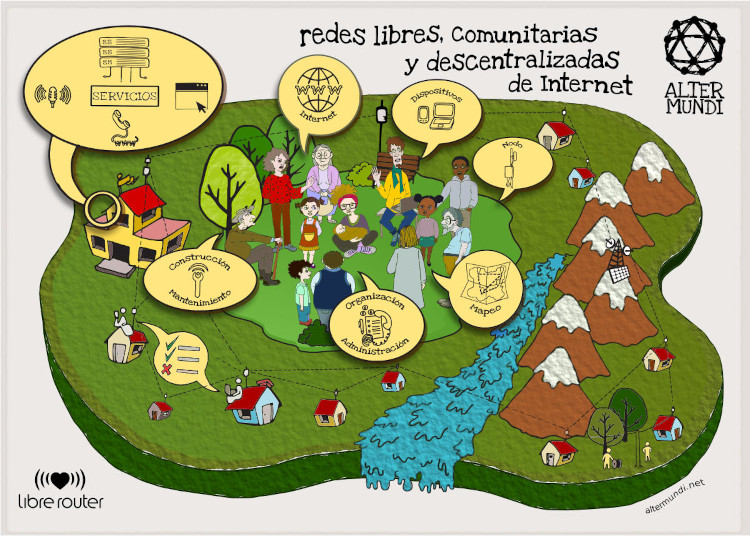 redes libres, comunitarias
y descentralizadas
de Internet
ALTER
MUNDI
SERVICIOS
WWW
Internet
Dispositivos
Nodo
Construcción
Mantenimiento
Organización
Administración
Mapeo
libre router
altermundi.net